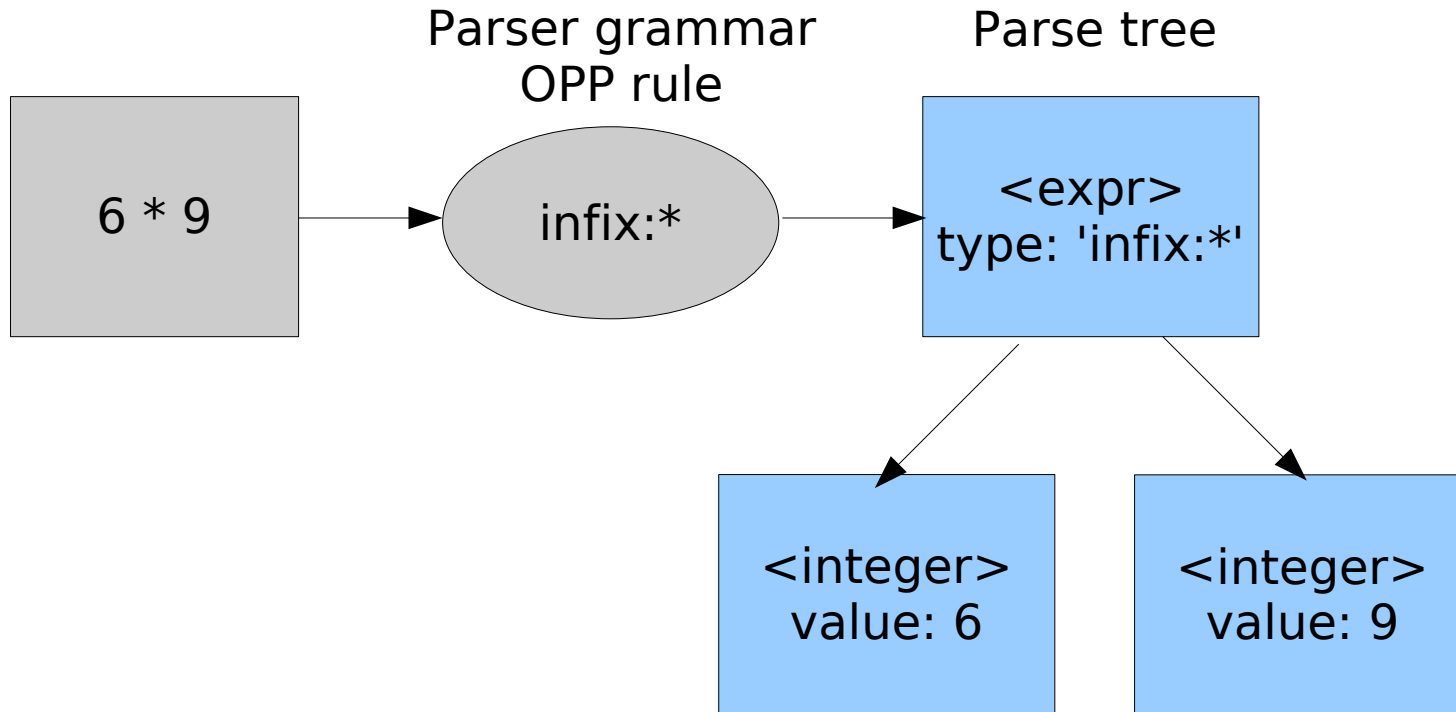 Parser grammar
OPP rule
Parse tree
6 * 9
infix:*
<expr>
type: 'infix:*'
<integer>
value: 6
<integer>
value: 9